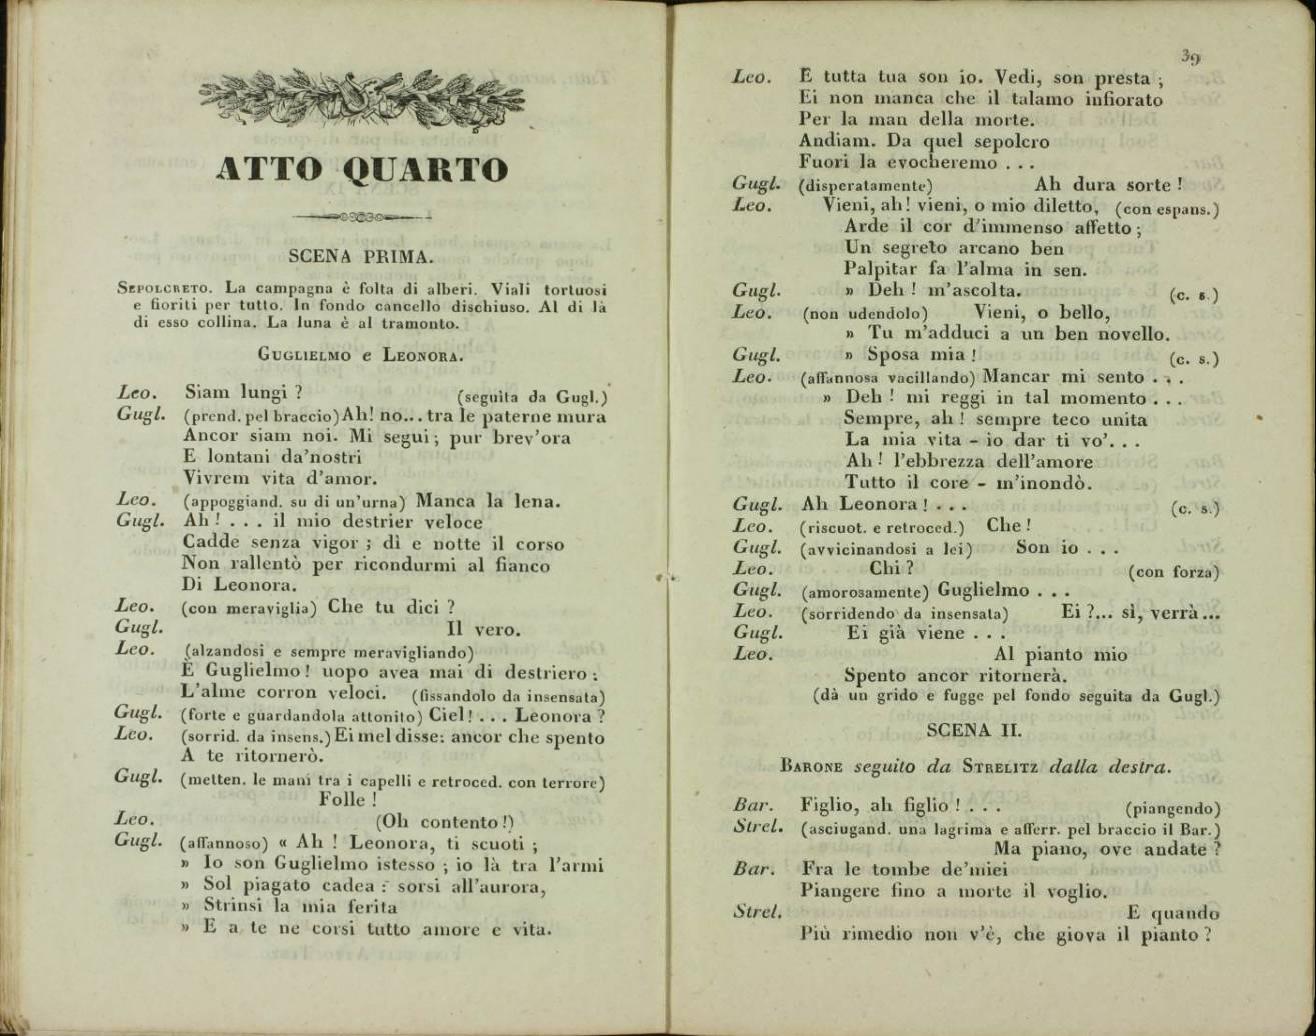 ATTO QUARTO
SCENA PRIMA.
SEPOLCRETO. La campagna è folta di alberi. Viali tortuosi
e fioriti per tutto. In fondo cancello dischiuso. Al di là
di esso collina. La luna è al tramonto.
GUGLIELMO e LEONORA.
Leo. Siam lungi ? (seguita da Gugl.)
Gugl. (prend. pel braccio) Ah! no... tra le paterne mura
Ancor siam noi. Mi segui ; pur brev'ora
E lontani da'nostri
Vivrem vita d'amor.
Leo. (appoggiand. su di un'urna) Manca la lena.
Gugl. Ah ! . . . il mio destrier veloce
Cadde senza vigor ; dì e notte il corso
Non rallentò per ricondurmi al fianco
Di Leonora.
Leo. (con meraviglia) Che tu dici ?
Gugl. Il vero.
Leo. (alzandosi e sempre meravigliando)
È Guglielmo ! uopo avea mai di destriero :
L'alme corron veloci. (fissandolo da insensata)
Gugl. (forte e guardandola attonito) Ciel ! . . . Leonora ?
Leo. (sorrid. da insens.) Ei mel disse: ancor che spento
A te ritornerò.
Gugl. (metten. le mani tra i capelli e retroced. con terrore)
Folle !
Leo. (Oh contento !)
Gugl. (affannoso) « Ah ! Leonora, ti scuoti ;
» Io son Guglielmo istesso ; io là tra l'armi
» Sol piagato cadea : sorsi all'aurora,
» Strinsi la mia ferita
» E a te ne corsi tutto amore e vita.
39
Leo. E tutta tua son io. Vedi, son presta ;
Ei non manca che il talamo infiorato
Per la man della morte.
Andiam. Da quel sepolcro
Fuori la evocheremo . . .
Gugl. (disperatamente) Ah dura sorte !
Leo. Vieni, ah! vieni, o mio diletto, (con espans.)
Arde il cor d'immenso affetto ;
Un segreto arcano ben
Palpitar fa l'alma in sen.
Gugl. » Deh ! m'ascolta. (c. s.)
Leo. (non udendolo) Vieni, o bello,
» Tu m'adduci a un ben novello.
Gugl. » Sposa mia ! (c. s.)
Leo. (affannosa vacillando) Mancar mi sento . . .
» Deh ! mi reggi in tal momento . . .
Sempre, ah ! sempre teco unita
La mia vita – io dar ti vo'. . .
Ah ! l'ebbrezza dell'amore
Tutto il core – m'inondò.
Gugl. Ah Leonora ! . . . (c. s.)
Leo. (riscuot. e retroced.) Che !
Gugl. (avvicinandosi a lei) Son io . . .
Leo. Chi ? (con forza)
Gugl. (amorosamente) Guglielmo . . .
Leo. (sorridendo da insensata) Ei ?... sì, verrà...
Gugl. Ei già viene . . .
Leo. Al pianto mio
Spento ancor ritornerà.
(dà un grido e fugge pel fondo seguita da Gugl.)
SCENA II.
BARONE seguito da STRELITZ dalla destra.
Bar. Figlio, ah figlio ! . . . (piangendo)
Strel. (asciugand. una lagrima e afferr. pel braccio il Bar.)
Ma piano, ove andate ?
Bar. Fra le tombe de'miei
Piangere fino a morte il voglio.
Strel. E quando
Più rimedio non v'è, che giova il pianto ?